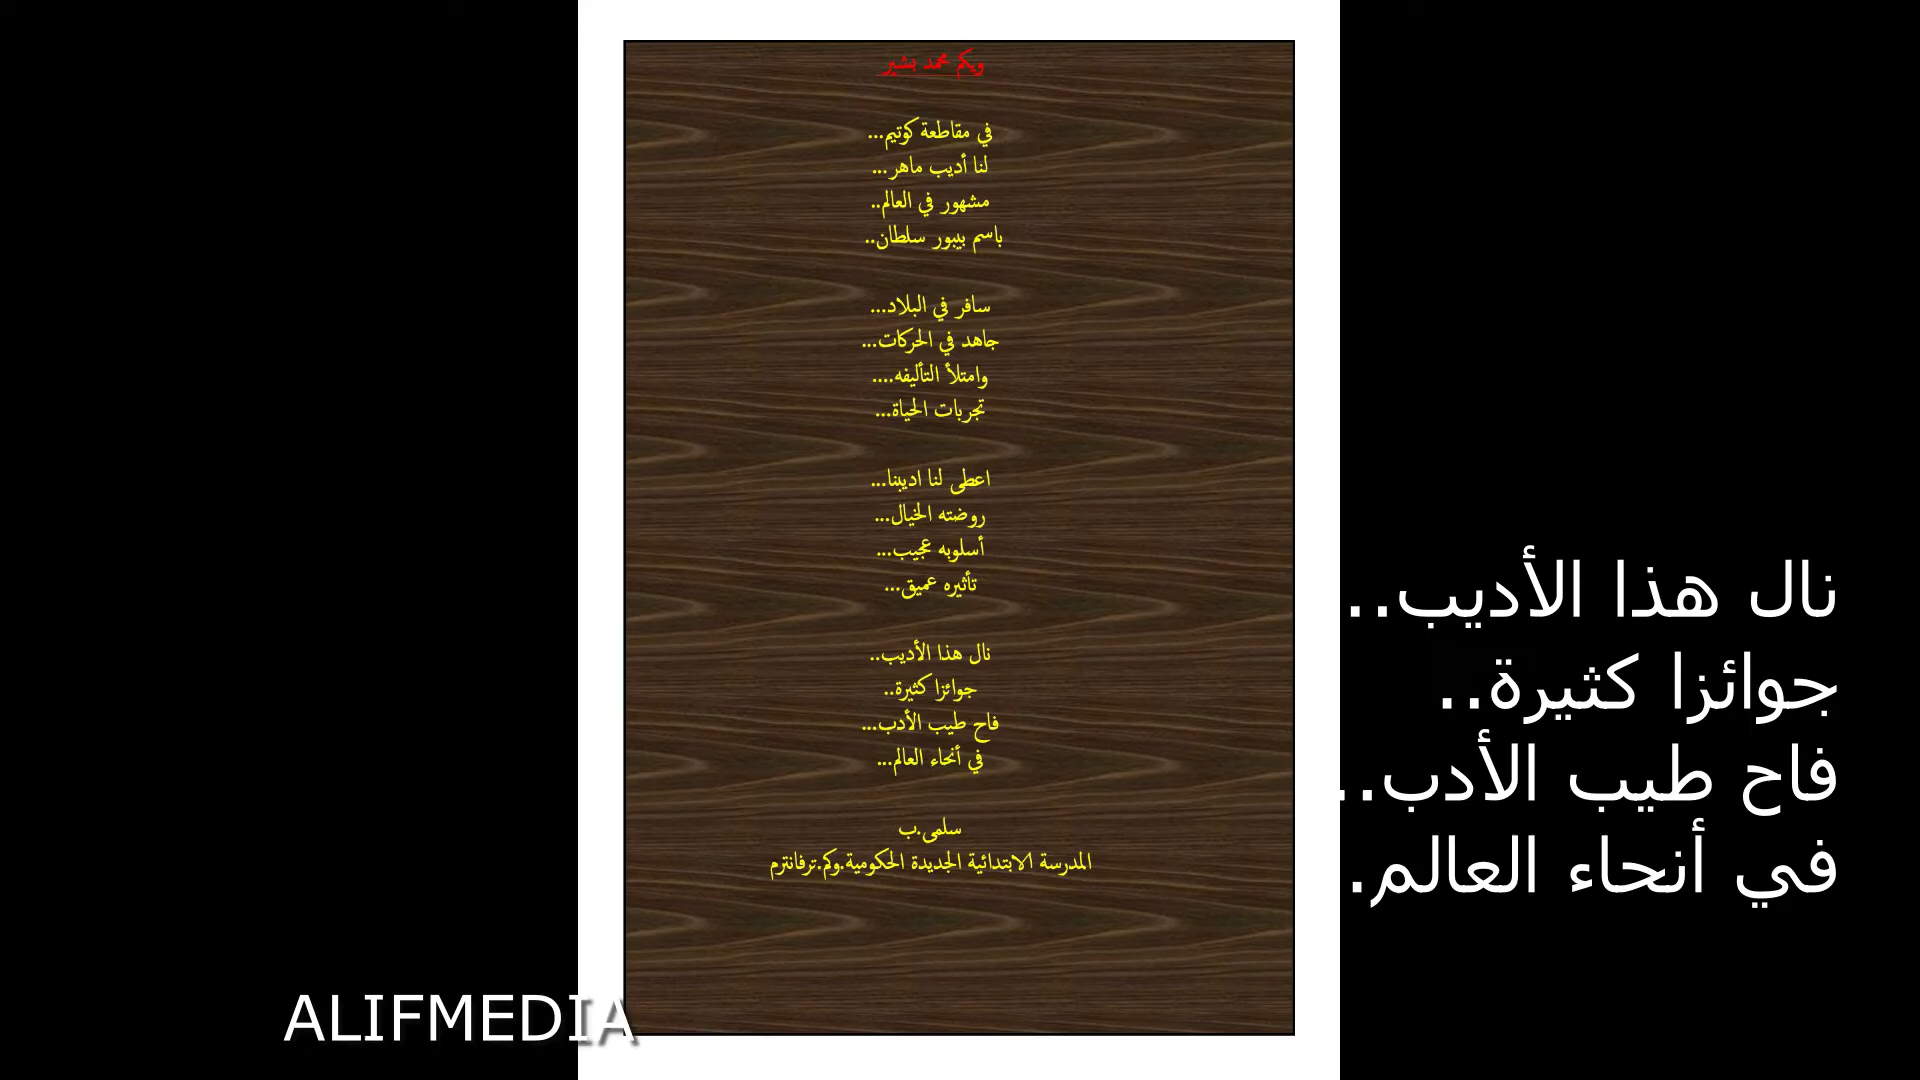 ويكم محمد بشير
في مقاطعة كوتيم...
لنا أديب ماهر...
مشهور في العالم..
باسم بيبور سلطان..
سافر في البلاد...
جاهد في الحركات...
وامتلأ التأليفه....
تجربات الحياة...
اعطى لنا اديبنا...
روضته الخيال...
أسلوبه عجيب...
تأثيره عميق...
نال هذا الأديب..
جوائزا كثيرة..
فاح طيب الأدب...
في أنحاء العالم...
سلمى.ب
المدرسة الابتدائية الجديدة الحكومية.وكم.ترفانترم
نال هذا الأديب..
جوائزا كثيرة..
فاح طيب الأدب..
في أنحاء العالم.
ALIFMEDIA